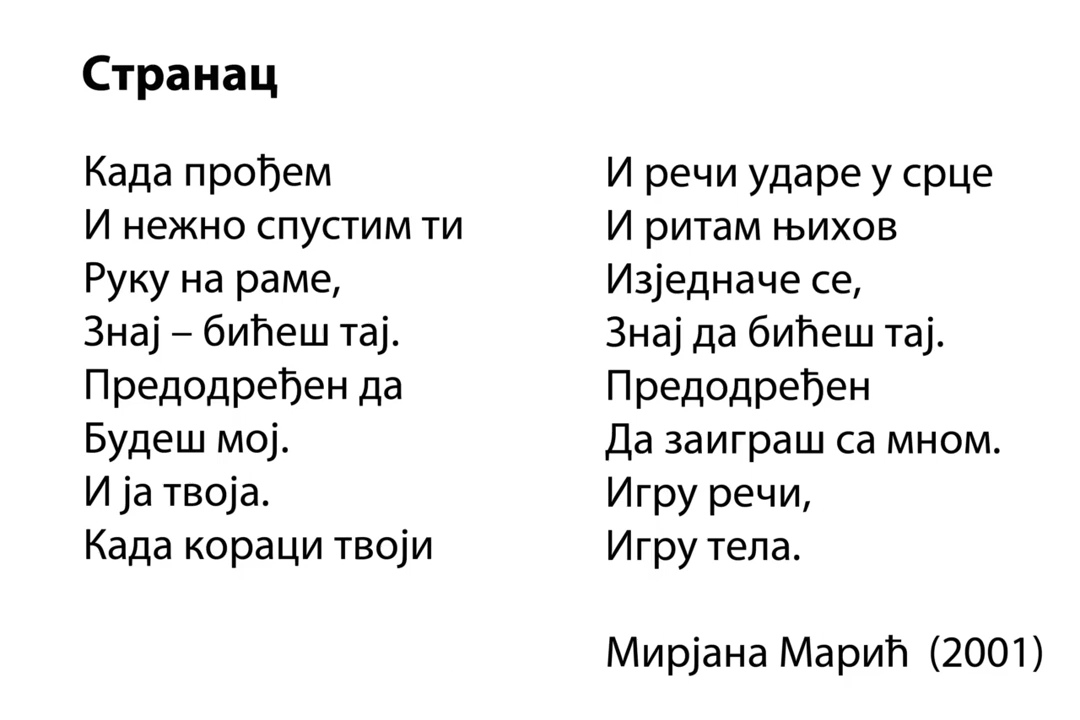 Странац
Када прођем
И нежно спустим ти
Руку на раме,
Знај – бићеш тај.
Предодређен да
Будеш мој.
И ја твоја.
Када кораци твоји
И речи ударе у срце
И ритам њихов
Изједначе се,
Знај да бићеш тај.
Предодређен
Да заиграш са мном.
Игру речи,
Игру тела.
Мирјана Марић (2001)